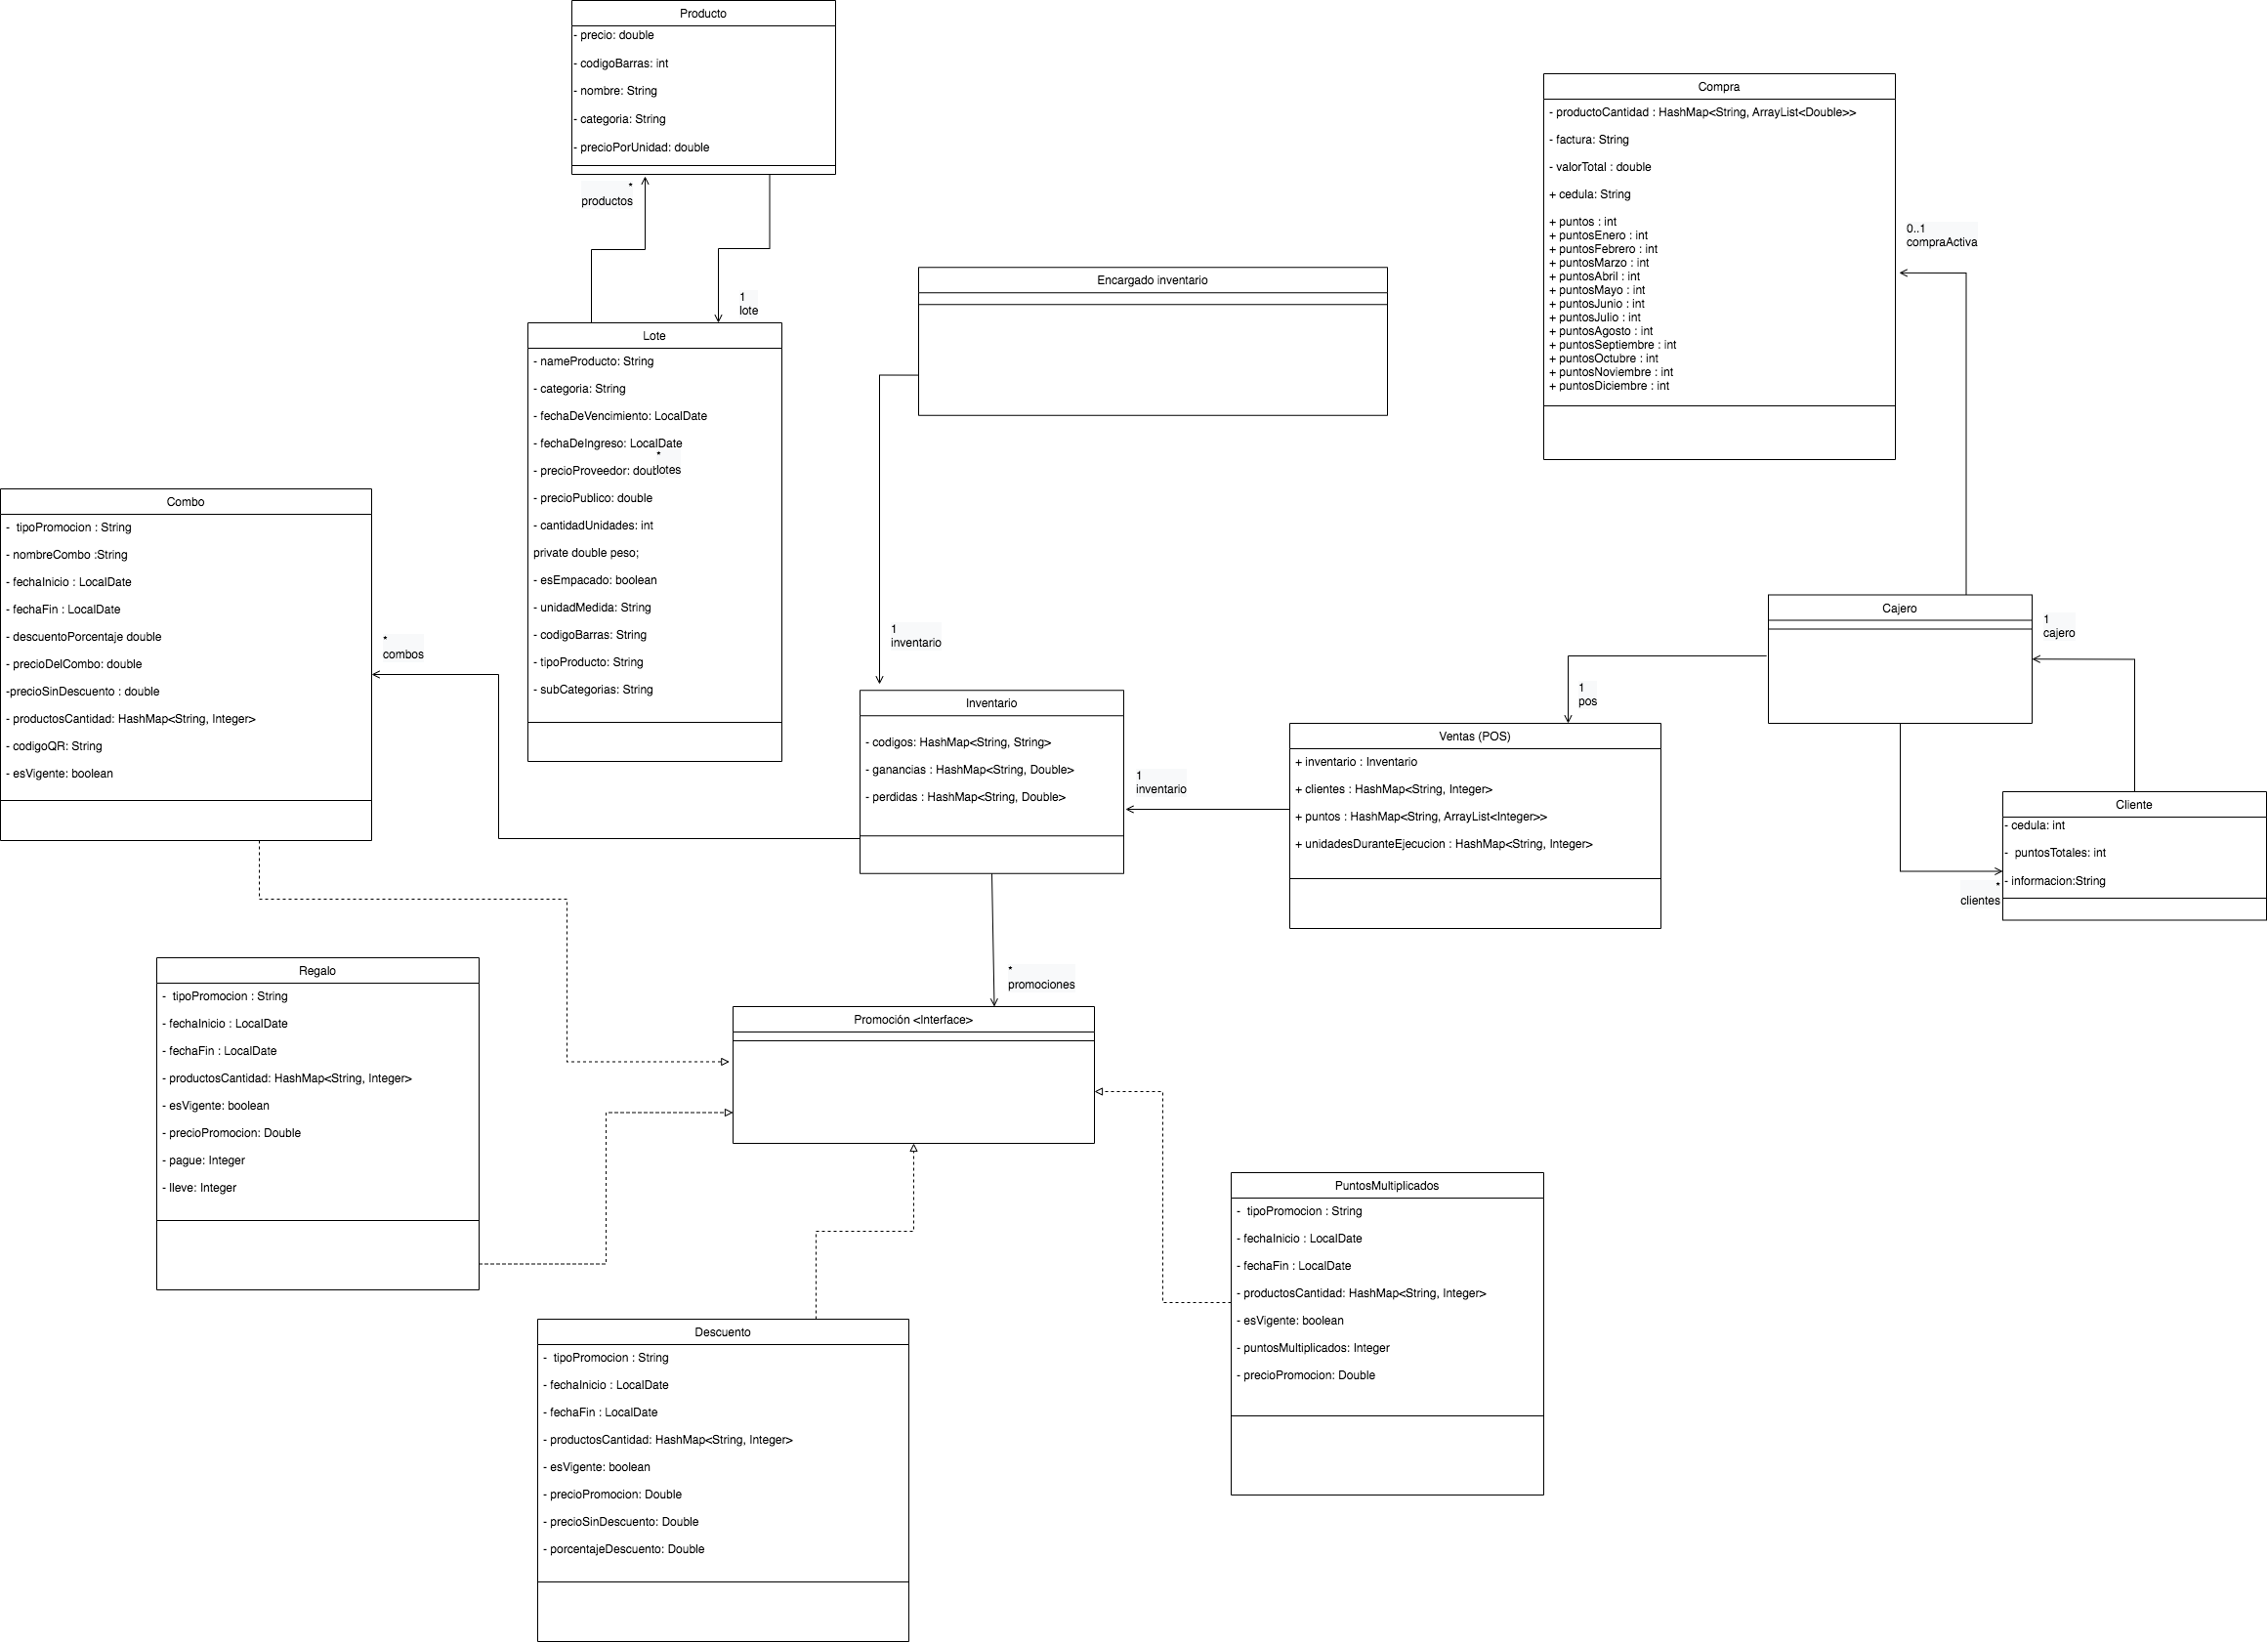 Producto
- precio: double
- codigoBarras: int
- nombre: String
- categoria: String
- precioPorUnidad: double
*
productos
1
lote
Lote
- nameProducto: String
- categoria: String
- fechaDeVencimiento: LocalDate
- fechaDeIngreso: LocalDate
*
- precioProveedor: doub
lotes
- precioPublico: double
- cantidadUnidades: int
private double peso;
- esEmpacado: boolean
- unidadMedida: String
- codigoBarras: String
- tipoProducto: String
- subCategorias: String
Encargado inventario
1
inventario
Compra
- productoCantidad : HashMap<String, ArrayList<Double>>
- factura: String
- valorTotal : double
+ cedula: String
+ puntos : int
+ puntosEnero : int
+ puntosFebrero : int
+ puntosMarzo : int
+ puntosAbril : int
+ puntosMayo : int
+ puntosJunio : int
+ puntosJulio : int
+ puntosAgosto : int
+ puntosSeptiembre : int
+ puntosOctubre : int
+ puntosNoviembre : int
+ puntosDiciembre : int
0..1
compraActiva
Combo
-  tipoPromocion : String
- nombreCombo :String
- fechaInicio : LocalDate
- fechaFin : LocalDate
- descuentoPorcentaje double
- precioDelCombo: double
-precioSinDescuento : double
- productosCantidad: HashMap<String, Integer>
- codigoQR: String
- esVigente: boolean
*
combos
Inventario
- codigos: HashMap<String, String>
- ganancias : HashMap<String, Double>
- perdidas : HashMap<String, Double>
1
inventario
Ventas (POS)
+ inventario : Inventario
+ clientes : HashMap<String, Integer>
+ puntos : HashMap<String, ArrayList<Integer>>
+ unidadesDuranteEjecucion : HashMap<String, Integer>
1
pos
Cajero
1
cajero
Cliente
- cedula: int
-  puntosTotales: int
- informacion:String
*
clientes
*
promociones
Promoción <Interface>
Regalo
-  tipoPromocion : String
- fechaInicio : LocalDate
- fechaFin : LocalDate
- productosCantidad: HashMap<String, Integer>
- esVigente: boolean
- precioPromocion: Double
- pague: Integer
- lleve: Integer
PuntosMultiplicados
-  tipoPromocion : String
- fechaInicio : LocalDate
- fechaFin : LocalDate
- productosCantidad: HashMap<String, Integer>
- esVigente: boolean
- puntosMultiplicados: Integer
- precioPromocion: Double
Descuento
-  tipoPromocion : String
- fechaInicio : LocalDate
- fechaFin : LocalDate
- productosCantidad: HashMap<String, Integer>
- esVigente: boolean
- precioPromocion: Double
- precioSinDescuento: Double
- porcentajeDescuento: Double